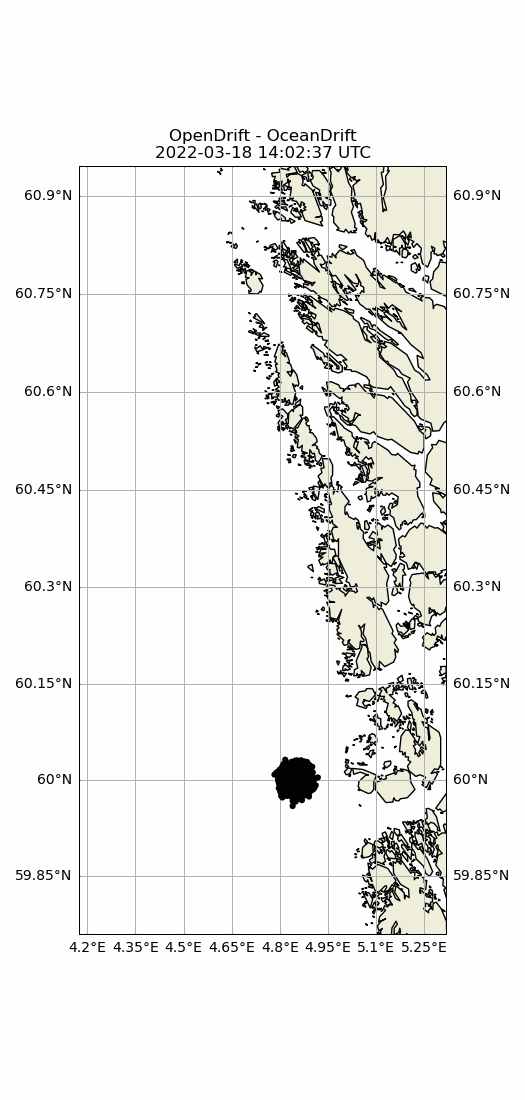 OpenDrift - OceanDrift
2022-03-18 14:02:37 UTC
60.9°N 60.9°N
60.75°N 60.75°N
60.6°N 60.6°N
60.45°N 60.45°N
60.3°N 60.3°N
60.15°N 60.15°N
60°N 60°N
59.85°N 59.85°N
4.2°E 4.35°E 4.5°E 4.65°E 4.8°E 4.95°E 5.1°E 5.25°E